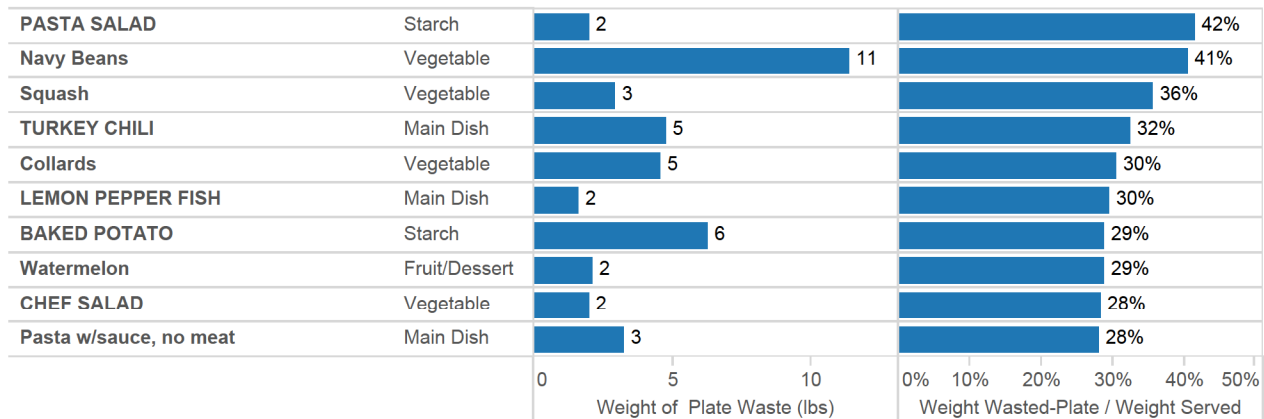 PASTA SALAD Starch 2 42%
Navy Beans Vegetable 11 41%
Squash Vegetable 3 36%
TURKEY CHILI Main Dish 5 32%
Collards Vegetable 5 30%
LEMON PEPPER FISH Main Dish 2 30%
BAKED POTATO Starch 6 29%
Watermelon Fruit/Dessert 2 29%
CHEF SALAD Vegetable 2 28%
Pasta w/sauce, no meat Main Dish 3 28%
0 5 10 0% 10% 20% 30% 40% 50%
Weight of Plate Waste (lbs) Weight Wasted-Plate / Weight Served